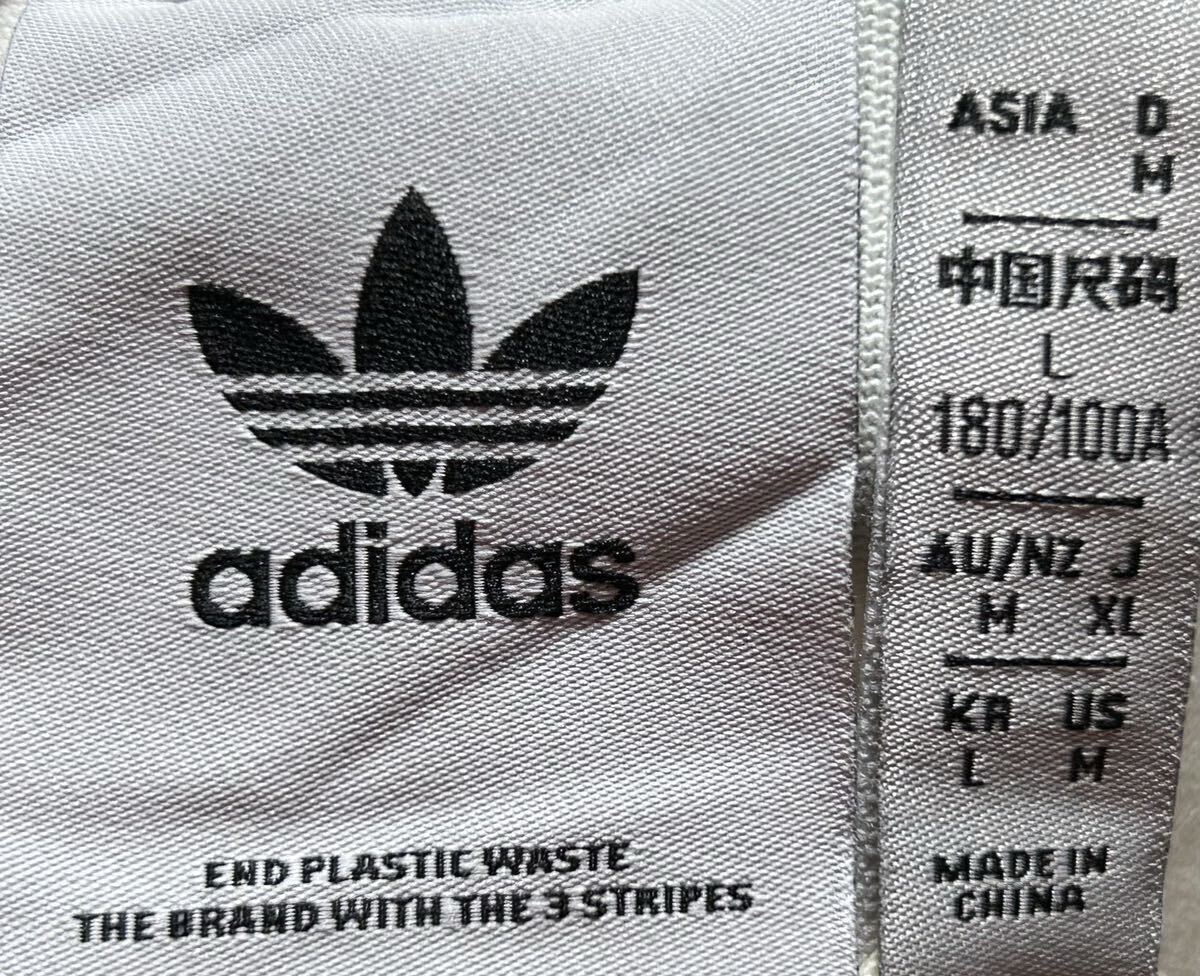 adidas
END PLASTIC WASTE
THE BRAND WITH THE 3 STRIPES
ASIA D
M
中国尺码
L
180/100A
AU/NZ J
M XL
KR US
L M
MADE IN
CHINA